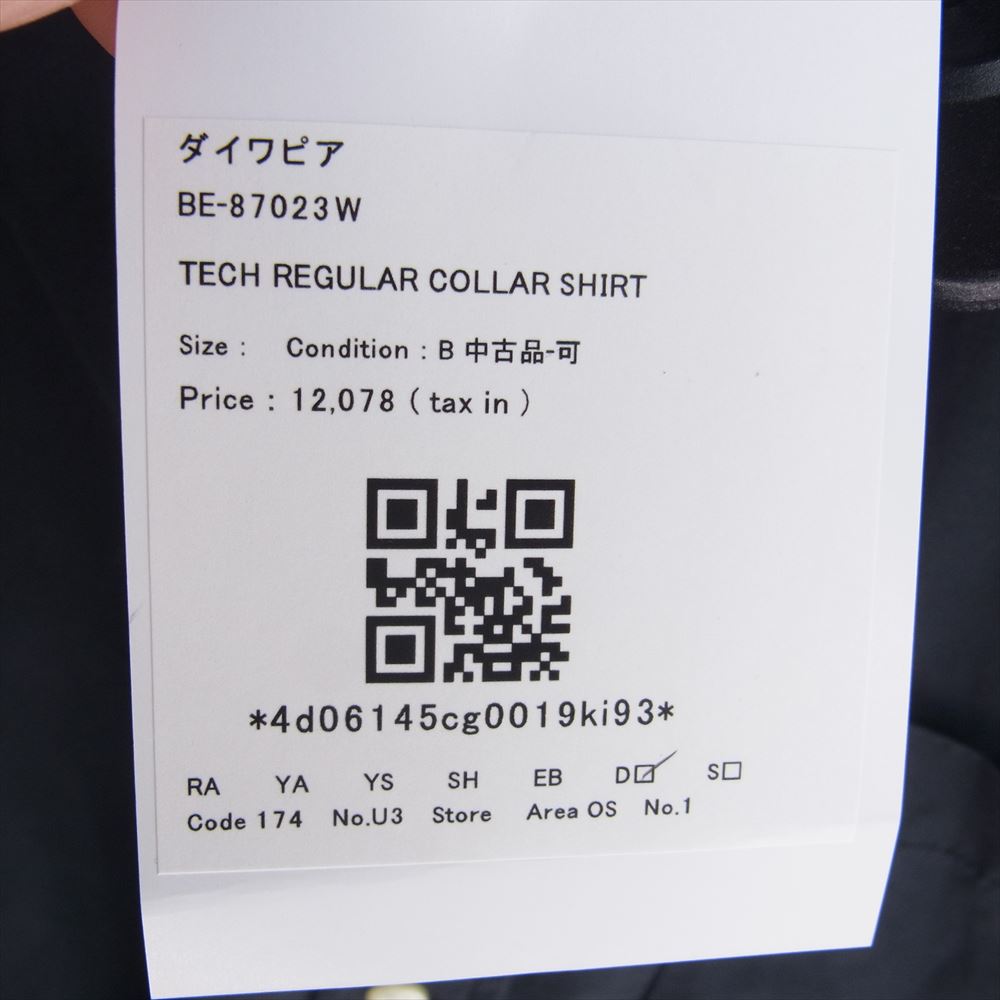 ダイワピア
BE-87023W
TECH REGULAR COLLAR SHIRT
Size : Condition : B 中古品-可
Price : 12,078 ( tax in )
*4d06145cg0019ki93*
RA YA YS SH EB D☑ S☐
Code 174 No.U3 Store Area OS No.1